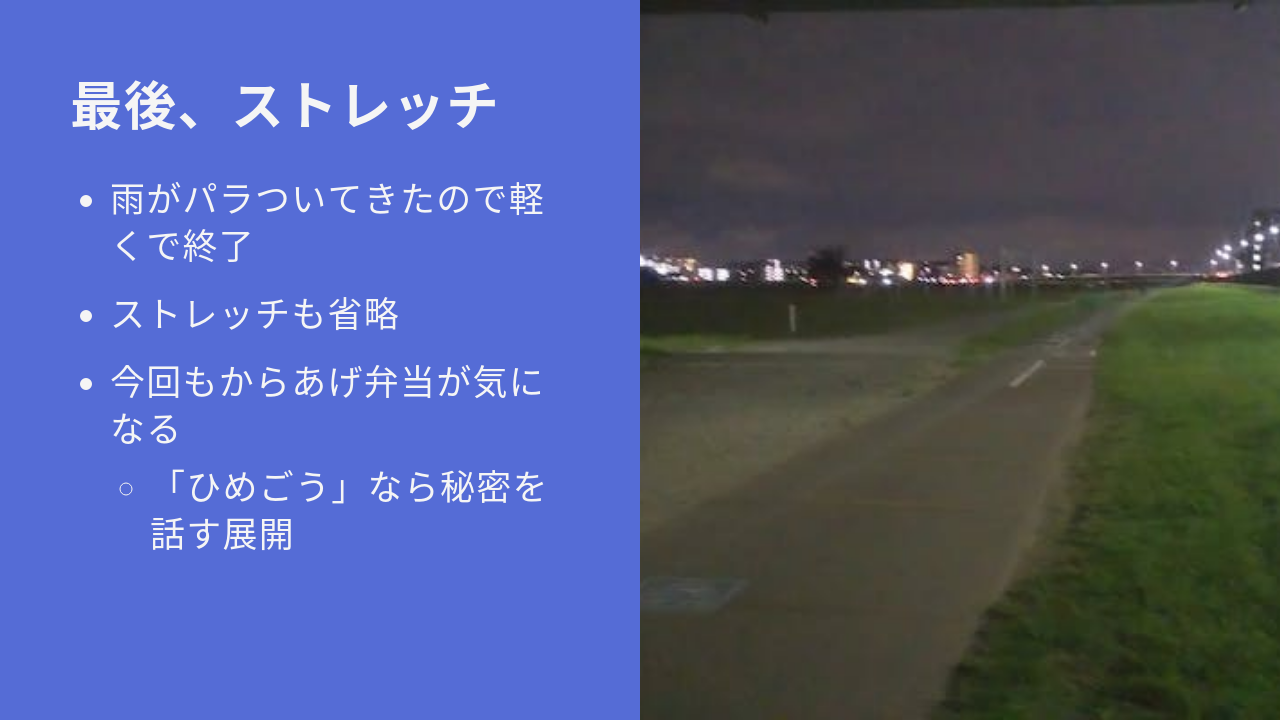 最後、ストレッチ
雨がパラついてきたので軽
くで終了
ストレッチも省略
今回もからあげ弁当が気に
なる
「ひめごう」なら秘密を
話す展開